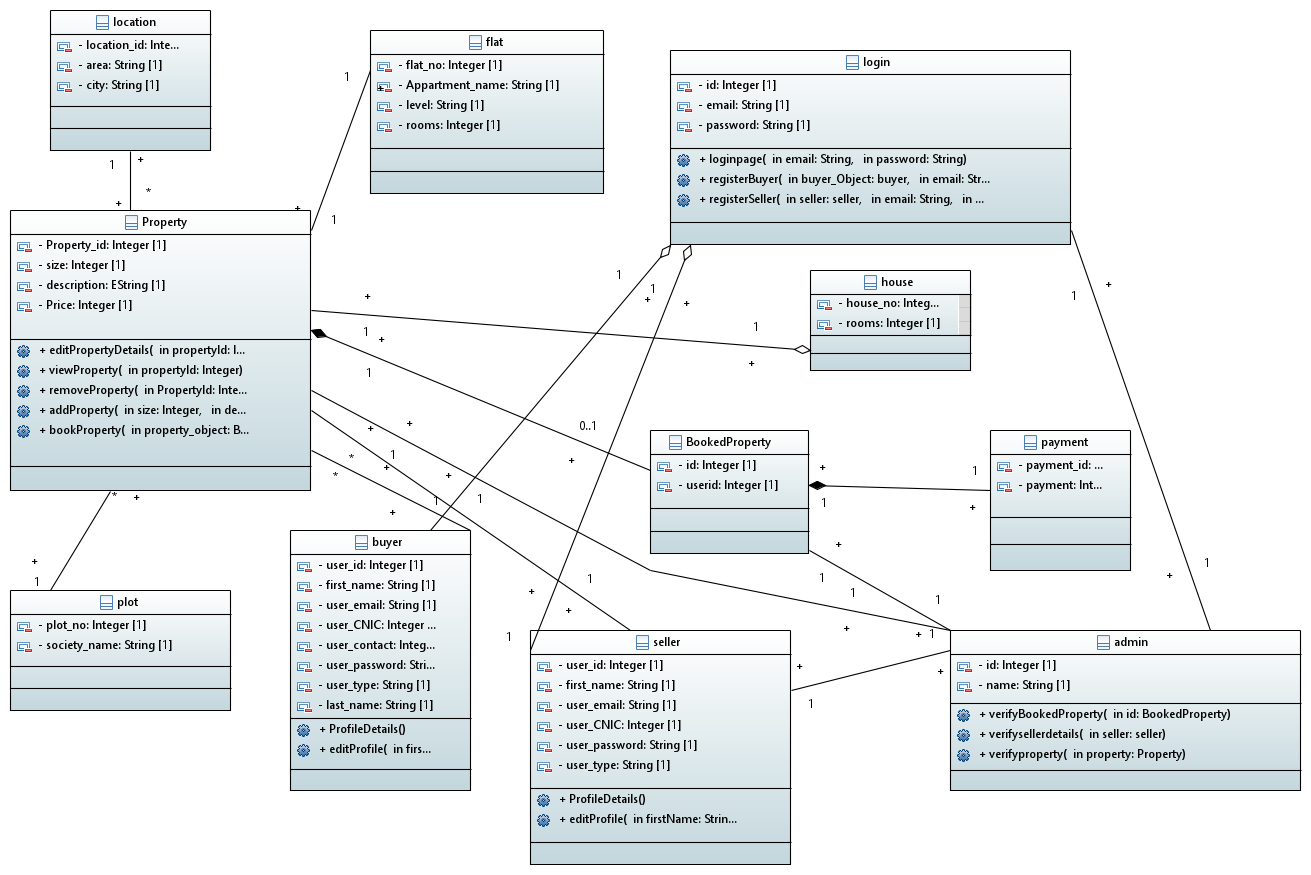 location
- location_id: Inte...
- area: String [1]
- city: String [1]
1
+
*
+
flat
- flat_no: Integer [1]
- Appartment_name: String [1]
- level: String [1]
- rooms: Integer [1]
1
+
1
login
- id: Integer [1]
- email: String [1]
- password: String [1]
+ loginpage( in email: String, in password: String)
+ registerBuyer( in buyer_Object: buyer, in email: Str...
+ registerSeller( in seller: seller, in email: String, in ...
Property
- Property_id: Integer [1]
- size: Integer [1]
- description: EString [1]
- Price: Integer [1]
+ editPropertyDetails( in propertyId: I...
+ viewProperty( in propertyId: Integer)
+ removeProperty( in PropertyId: Inte...
+ addProperty( in size: Integer, in de...
+ bookProperty( in property_object: B...
1
1
+
+
+
1
+
1
1
+
house
- house_no: Integ...
- rooms: Integer [1]
1
+
0..1
+
+
+
*
1
+
*
+
1
1
+
BookedProperty
- id: Integer [1]
- userid: Integer [1]
+
1
1
+
payment
- payment_id: ...
- payment: Int...
*
+
+
1
plot
- plot_no: Integer [1]
- society_name: String [1]
buyer
- user_id: Integer [1]
- first_name: String [1]
- user_email: String [1]
- user_CNIC: Integer ...
- user_contact: Integ...
- user_password: Stri...
- user_type: String [1]
- last_name: String [1]
+ ProfileDetails()
+ editProfile( in firs...
+
1
1
+
+
1
1
+
1
1
+
+
1
+
1
seller
- user_id: Integer [1]
- first_name: String [1]
- user_email: String [1]
- user_CNIC: Integer [1]
- user_password: String [1]
- user_type: String [1]
+ ProfileDetails()
+ editProfile( in firstName: Strin...
+
1
+
admin
- id: Integer [1]
- name: String [1]
+ verifyBookedProperty( in id: BookedProperty)
+ verifysellerdetails( in seller: seller)
+ verifyproperty( in property: Property)